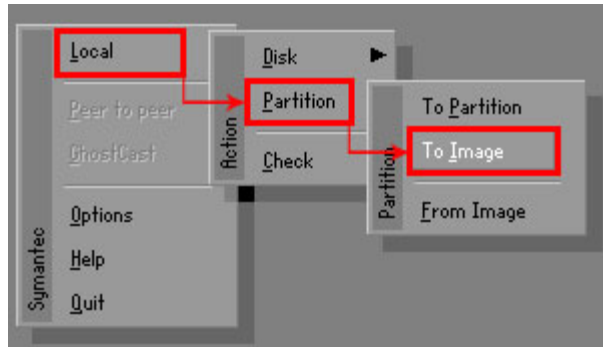 Local
Peer to peer
GhostCast
Options
Help
Quit
Symantec
Disk
Partition
Check
Action
To Partition
To Image
From Image
Partition